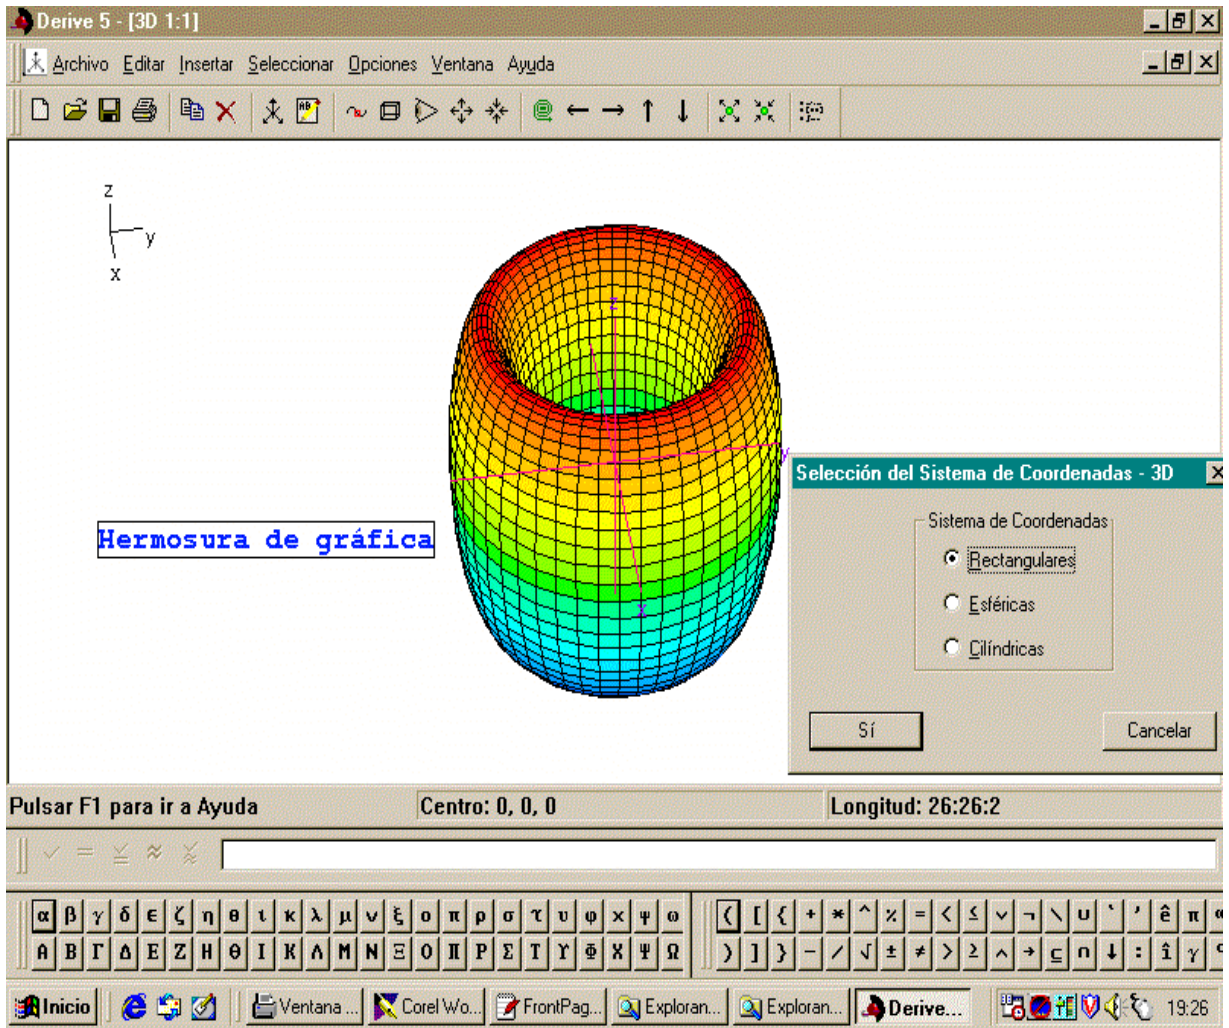 Derive 5 - [3D 1:1]
Archivo Editar Insertar Seleccionar Opciones Ventana Ayuda
z
y
x
z
y
x
Hermosura de gráfica
Selección del Sistema de Coordenadas - 3D
Sistema de Coordenadas
Rectangulares
Esféricas
Cilíndricas
Sí Cancelar
Pulsar F1 para ir a Ayuda Centro: 0, 0, 0 Longitud: 26:26:2
α β γ δ ε ζ η θ ι κ λ μ ν ξ ο π ρ σ τ υ φ χ ψ ω ( [ { + * ^ % = < ≤ ∨ ¬ \ ∪ ` ' ê π
Α Β Γ Δ Ε Ζ Η Θ Ι Κ Λ Μ Ν Ξ Ο Π Ρ Σ Τ Υ Φ Χ Ψ Ω ) ] } - / √ ± ≠ > ≥ ∧ → ⊆ ∩ ↓ : î γ
Inicio Ventana ... Corel Wo... FrontPag... Exploran... Exploran... Derive... 19:26